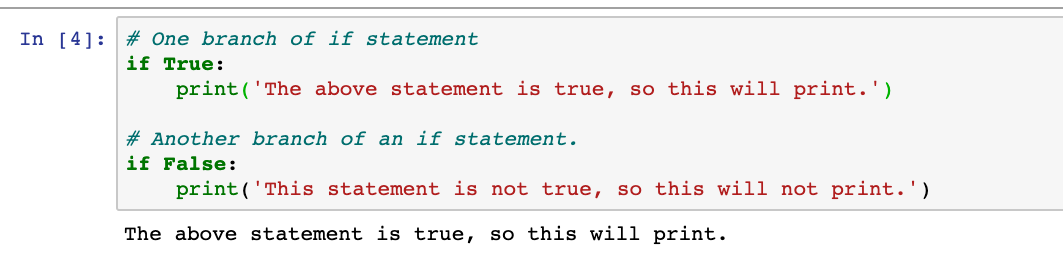 In [4]: # One branch of if statement
if True:
    print('The above statement is true, so this will print.')

# Another branch of an if statement.
if False:
    print('This statement is not true, so this will not print.')
The above statement is true, so this will print.